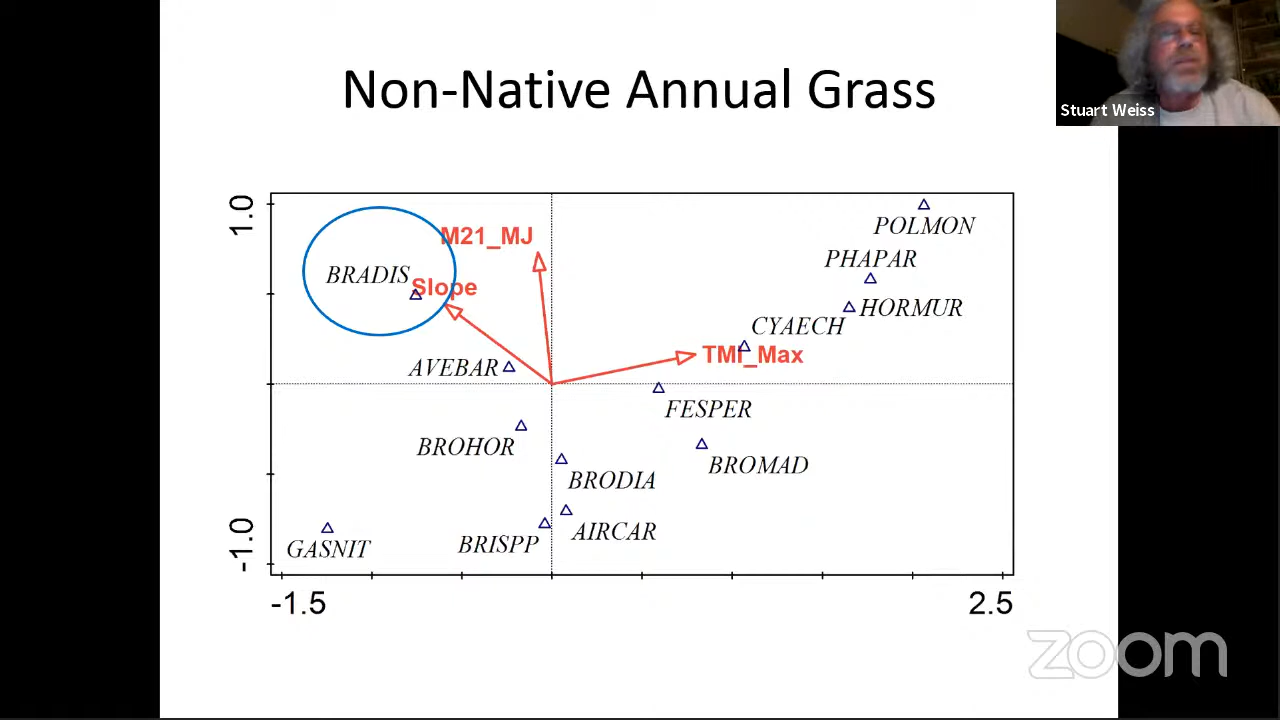 Non-Native Annual Grass
Stuart Weiss
1.0
POLMON
M21_MJ
PHAPAR
BRADIS
Slope
HORMUR
CYAECH
TMI_Max
AVEBAR
FESPER
BROHOR
BROMAD
BRODIA
-1.0
AIRCAR
GASNIT
BRISPP
-1.5
2.5
zoom